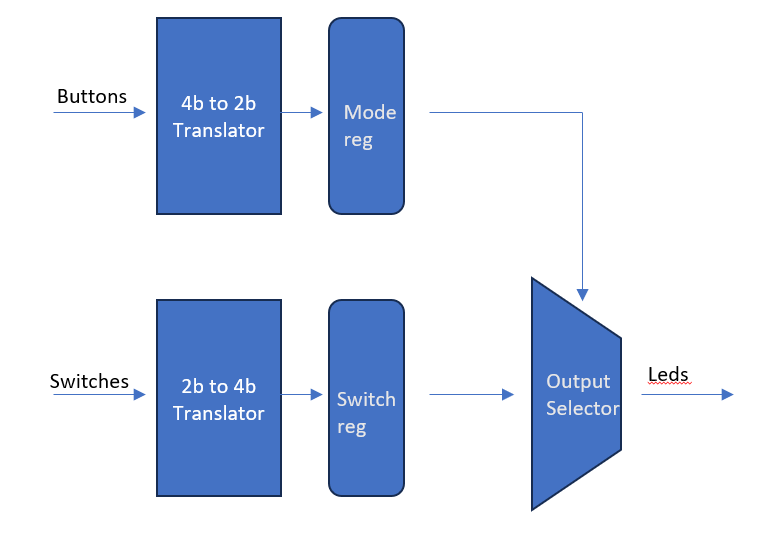 Buttons
4b to 2b
Translator
Mode
reg
Switches
2b to 4b
Translator
Switch
reg
Output
Selector
Leds